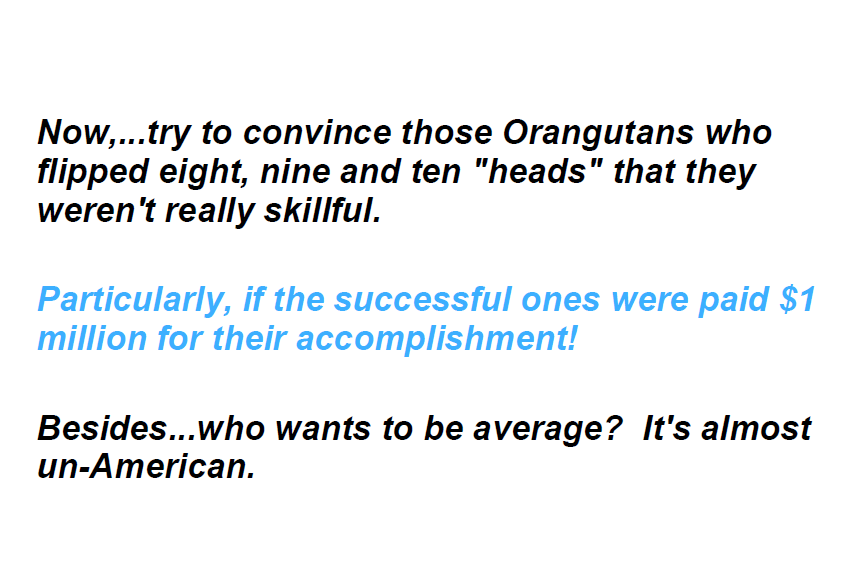 Now,...try to convince those Orangutans who
flipped eight, nine and ten "heads" that they
weren't really skillful.
Particularly, if the successful ones were paid $1
million for their accomplishment!
Besides...who wants to be average?  It's almost
un-American.